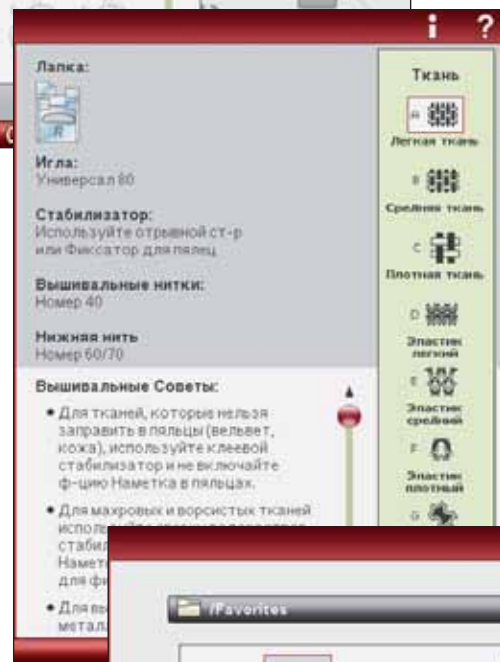 i ?
Лапка:
R
Игла:
Универсал 80
Стабилизатор:
Используйте отрывной ст-р
или Фиксатор для пялец
Вышивальные нитки:
Номер 40
Нижняя нить
Номер 60/70
Вышивальные Советы:
• Для тканей, которые нельзя
заправить в пяльцы (вельвет,
кожа), используйте клеевой
стабилизатор и не включайте
ф-цию Наметка в пяльцах.
• Для махровых и ворсистых тканей
стабил
Намет
для фи
• Для вы
метал
Ткань
A
Легкая ткань
B
Средняя ткань
C
Плотная ткань
D
Эластик
легкий
E
Эластик
средний
F
Эластик
плотный
G
/Favorites